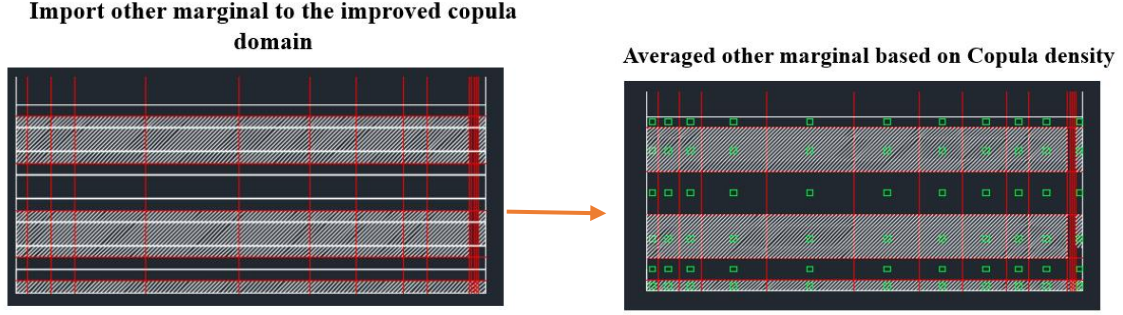 Import other marginal to the improved copula
domain
Averaged other marginal based on Copula density